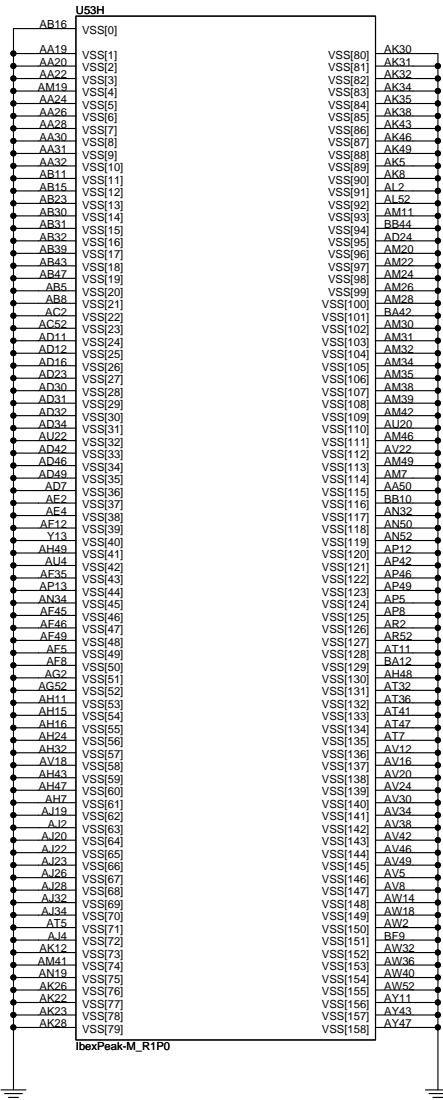 U53H
AB16 VSS[0]
AA19 VSS[1] VSS[80] AK30
AA20 VSS[2] VSS[81] AK31
AA22 VSS[3] VSS[82] AK32
AM19 VSS[4] VSS[83] AK34
AA24 VSS[5] VSS[84] AK35
AA26 VSS[6] VSS[85] AK38
AA28 VSS[7] VSS[86] AK43
AA30 VSS[8] VSS[87] AK46
AA31 VSS[9] VSS[88] AK49
AA32 VSS[10] VSS[89] AK5
AB11 VSS[11] VSS[90] AK8
AB15 VSS[12] VSS[91] AL2
AB23 VSS[13] VSS[92] AL52
AB30 VSS[14] VSS[93] AM11
AB31 VSS[15] VSS[94] BB44
AB32 VSS[16] VSS[95] AD24
AB39 VSS[17] VSS[96] AM20
AB43 VSS[18] VSS[97] AM22
AB47 VSS[19] VSS[98] AM24
AB5 VSS[20] VSS[99] AM26
AB8 VSS[21] VSS[100] AM28
AC2 VSS[22] VSS[101] BA42
AC52 VSS[23] VSS[102] AM30
AD11 VSS[24] VSS[103] AM31
AD12 VSS[25] VSS[104] AM32
AD16 VSS[26] VSS[105] AM34
AD23 VSS[27] VSS[106] AM35
AD30 VSS[28] VSS[107] AM38
AD31 VSS[29] VSS[108] AM39
AD32 VSS[30] VSS[109] AM42
AD34 VSS[31] VSS[110] AU20
AU22 VSS[32] VSS[111] AM46
AD42 VSS[33] VSS[112] AV22
AD46 VSS[34] VSS[113] AM49
AD49 VSS[35] VSS[114] AM7
AD7 VSS[36] VSS[115] AA50
AE2 VSS[37] VSS[116] BB10
AE4 VSS[38] VSS[117] AN32
AF12 VSS[39] VSS[118] AN50
Y13 VSS[40] VSS[119] AN52
AH49 VSS[41] VSS[120] AP12
AU4 VSS[42] VSS[121] AP42
AF35 VSS[43] VSS[122] AP46
AP13 VSS[44] VSS[123] AP49
AN34 VSS[45] VSS[124] AP5
AF45 VSS[46] VSS[125] AP8
AF46 VSS[47] VSS[126] AR2
AF49 VSS[48] VSS[127] AR52
AF5 VSS[49] VSS[128] AT11
AF8 VSS[50] VSS[129] BA12
AG2 VSS[51] VSS[130] AH48
AG52 VSS[52] VSS[131] AT32
AH11 VSS[53] VSS[132] AT36
AH15 VSS[54] VSS[133] AT41
AH16 VSS[55] VSS[134] AT47
AH24 VSS[56] VSS[135] AT7
AH32 VSS[57] VSS[136] AV12
AV18 VSS[58] VSS[137] AV16
AH43 VSS[59] VSS[138] AV20
AH47 VSS[60] VSS[139] AV24
AH7 VSS[61] VSS[140] AV30
AJ19 VSS[62] VSS[141] AV34
AJ2 VSS[63] VSS[142] AV38
AJ20 VSS[64] VSS[143] AV42
AJ22 VSS[65] VSS[144] AV46
AJ23 VSS[66] VSS[145] AV49
AJ26 VSS[67] VSS[146] AV5
AJ28 VSS[68] VSS[147] AV8
AJ32 VSS[69] VSS[148] AW14
AJ34 VSS[70] VSS[149] AW18
AT5 VSS[71] VSS[150] AW2
AJ4 VSS[72] VSS[151] BF9
AK12 VSS[73] VSS[152] AW32
AM41 VSS[74] VSS[153] AW36
AN19 VSS[75] VSS[154] AW40
AK26 VSS[76] VSS[155] AW52
AK22 VSS[77] VSS[156] AY11
AK23 VSS[78] VSS[157] AY43
AK28 VSS[79] VSS[158] AY47
IbexPeak-M_R1P0